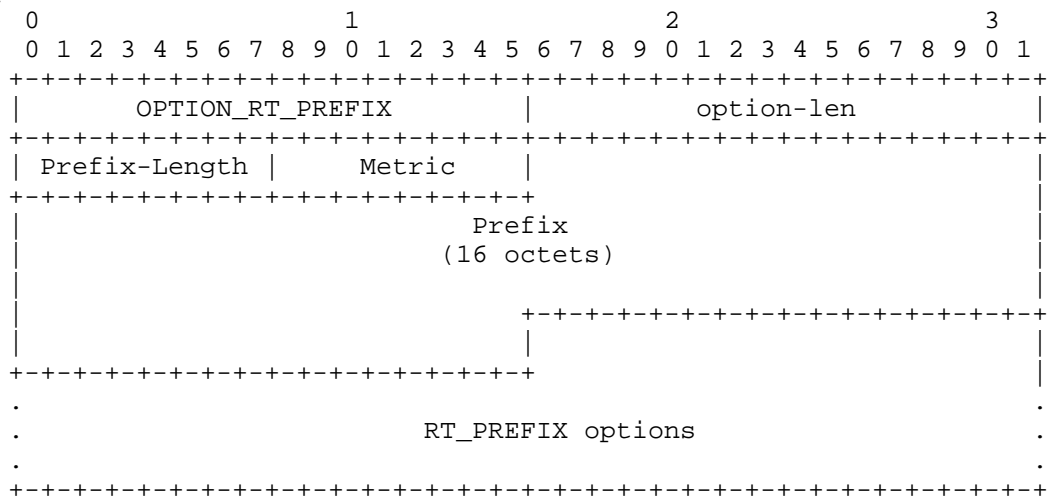 0                   1                   2                   3
 0 1 2 3 4 5 6 7 8 9 0 1 2 3 4 5 6 7 8 9 0 1 2 3 4 5 6 7 8 9 0 1
+-+-+-+-+-+-+-+-+-+-+-+-+-+-+-+-+-+-+-+-+-+-+-+-+-+-+-+-+-+-+-+-+
|       OPTION_RT_PREFIX        |          option-len           |
+-+-+-+-+-+-+-+-+-+-+-+-+-+-+-+-+-+-+-+-+-+-+-+-+-+-+-+-+-+-+-+-+
| Prefix-Length |     Metric    |                               |
+-+-+-+-+-+-+-+-+-+-+-+-+-+-+-+-+                               |
|                            Prefix                             |
|                          (16 octets)                          |
|                                                               |
|                               +-+-+-+-+-+-+-+-+-+-+-+-+-+-+-+-+
|                               |                               |
+-+-+-+-+-+-+-+-+-+-+-+-+-+-+-+-+                               |
.                                                               .
.                         RT_PREFIX options                     .
.                                                               .
+-+-+-+-+-+-+-+-+-+-+-+-+-+-+-+-+-+-+-+-+-+-+-+-+-+-+-+-+-+-+-+-+